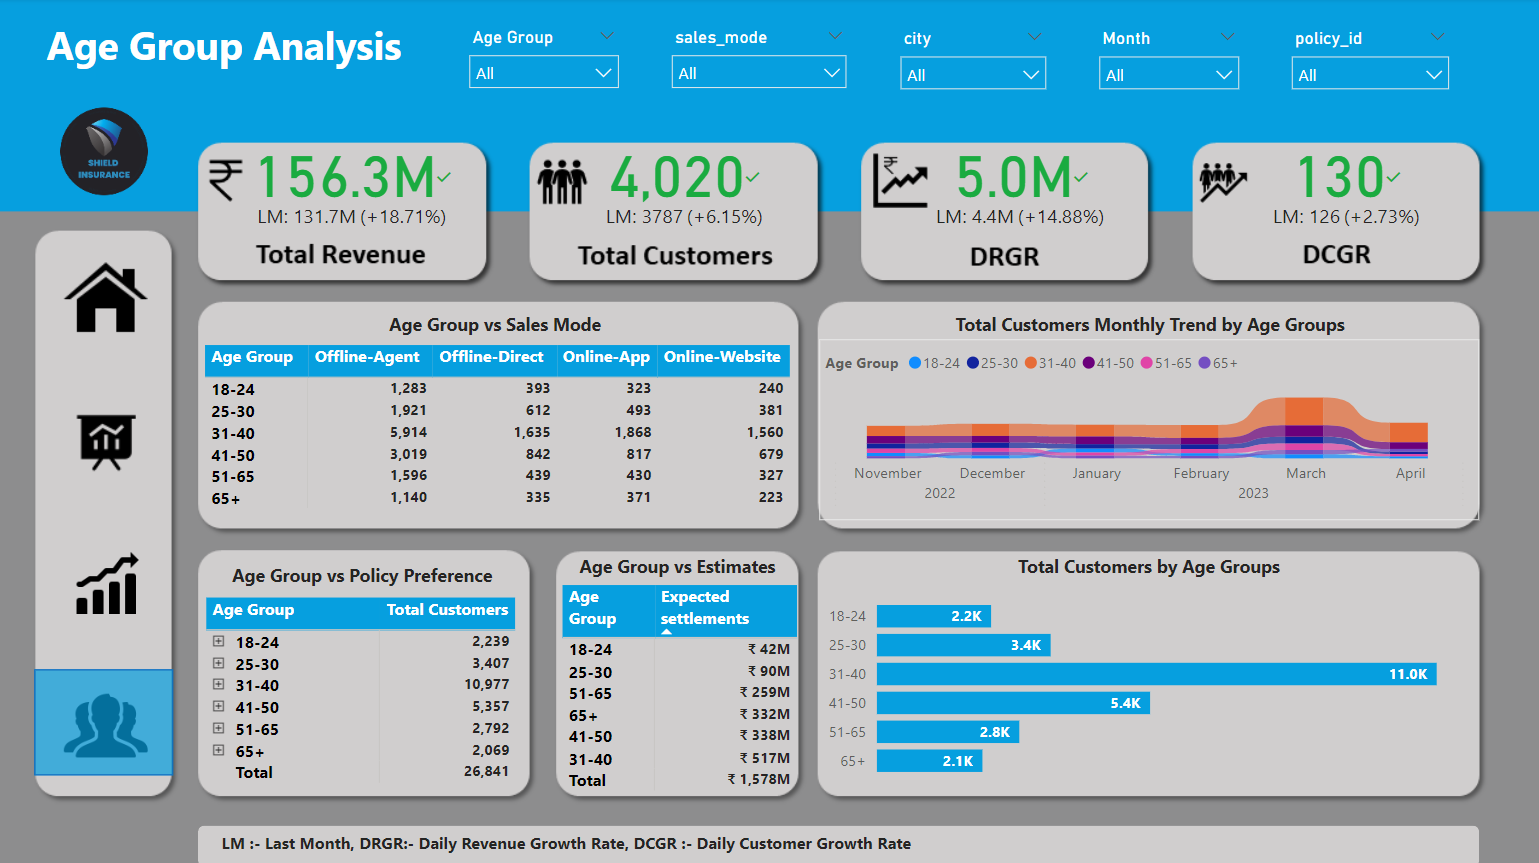 Age Group Analysis
Age Group
sales_mode
city
Month
policy_id
All
All
All
All
All
SHIELD
INSURANCE
₹ 156.3M
LM: 131.7M (+18.71%)
Total Revenue
4,020
LM: 3787 (+6.15%)
Total Customers
₹
5.0M
LM: 4.4M (+14.88%)
DRGR
130
LM: 126 (+2.73%)
DCGR
Age Group vs Sales Mode
Age Group Offline-Agent Offline-Direct Online-App Online-Website
18-24 1,283 393 323 240
25-30 1,921 612 493 381
31-40 5,914 1,635 1,868 1,560
41-50 3,019 842 817 679
51-65 1,596 439 430 327
65+ 1,140 335 371 223
Total Customers Monthly Trend by Age Groups
Age Group 18-24 25-30 31-40 41-50 51-65 65+
November December January February March April
2022 2023
Age Group vs Policy Preference
Age Group Total Customers
18-24 2,239
25-30 3,407
31-40 10,977
41-50 5,357
51-65 2,792
65+ 2,069
Total 26,841
Age Group vs Estimates
Age Expected
Group settlements
18-24 ₹ 42M
25-30 ₹ 90M
51-65 ₹ 259M
65+ ₹ 332M
41-50 ₹ 338M
31-40 ₹ 517M
Total ₹ 1,578M
Total Customers by Age Groups
18-24 2.2K
25-30 3.4K
31-40 11.0K
41-50 5.4K
51-65 2.8K
65+ 2.1K
LM :- Last Month, DRGR:- Daily Revenue Growth Rate, DCGR :- Daily Customer Growth Rate